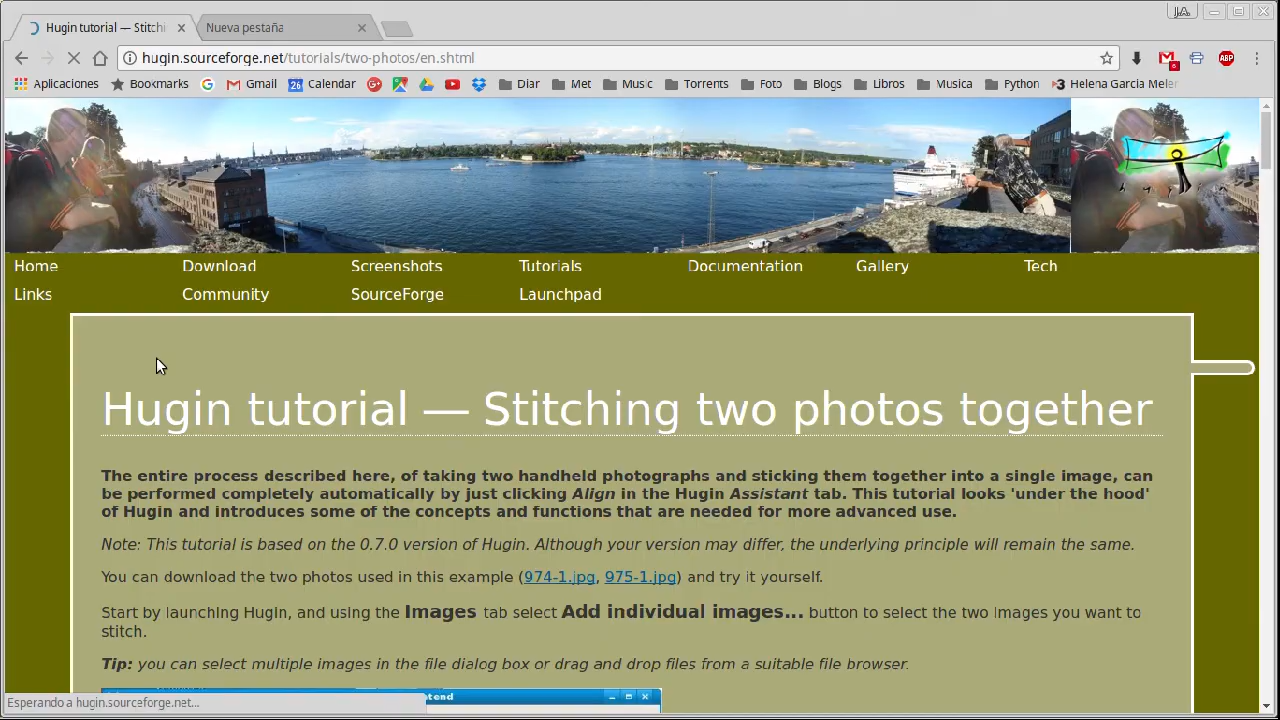 J.A.
Hugin tutorial — Stitchi
Nueva pestaña
hugin.sourceforge.net/tutorials/two-photos/en.shtml
6
ABP
Aplicaciones Bookmarks G Gmail 26 Calendar G+ Diar Met Music Torrents Foto Blogs Libros Musica Python 3 Helena Garcia Meler
Home Download Screenshots Tutorials Documentation Gallery Tech
Links Community SourceForge Launchpad
Hugin tutorial — Stitching two photos together
The entire process described here, of taking two handheld photographs and sticking them together into a single image, can
be performed completely automatically by just clicking Align in the Hugin Assistant tab. This tutorial looks 'under the hood'
of Hugin and introduces some of the concepts and functions that are needed for more advanced use.
Note: This tutorial is based on the 0.7.0 version of Hugin. Although your version may differ, the underlying principle will remain the same.
You can download the two photos used in this example (974-1.jpg, 975-1.jpg) and try it yourself.
Start by launching Hugin, and using the Images tab select Add individual images... button to select the two images you want to
stitch.
Tip: you can select multiple images in the file dialog box or drag and drop files from a suitable file browser.
Esperando a hugin.sourceforge.net...